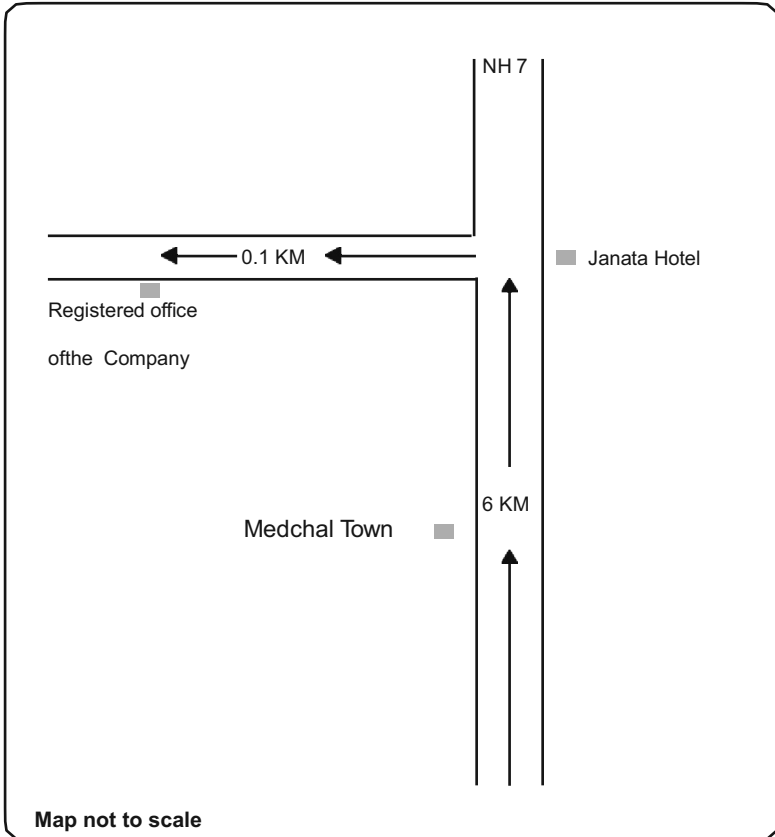 NH 7
0.1 KM
Janata Hotel
Registered office
ofthe Company
6 KM
Medchal Town
Map not to scale